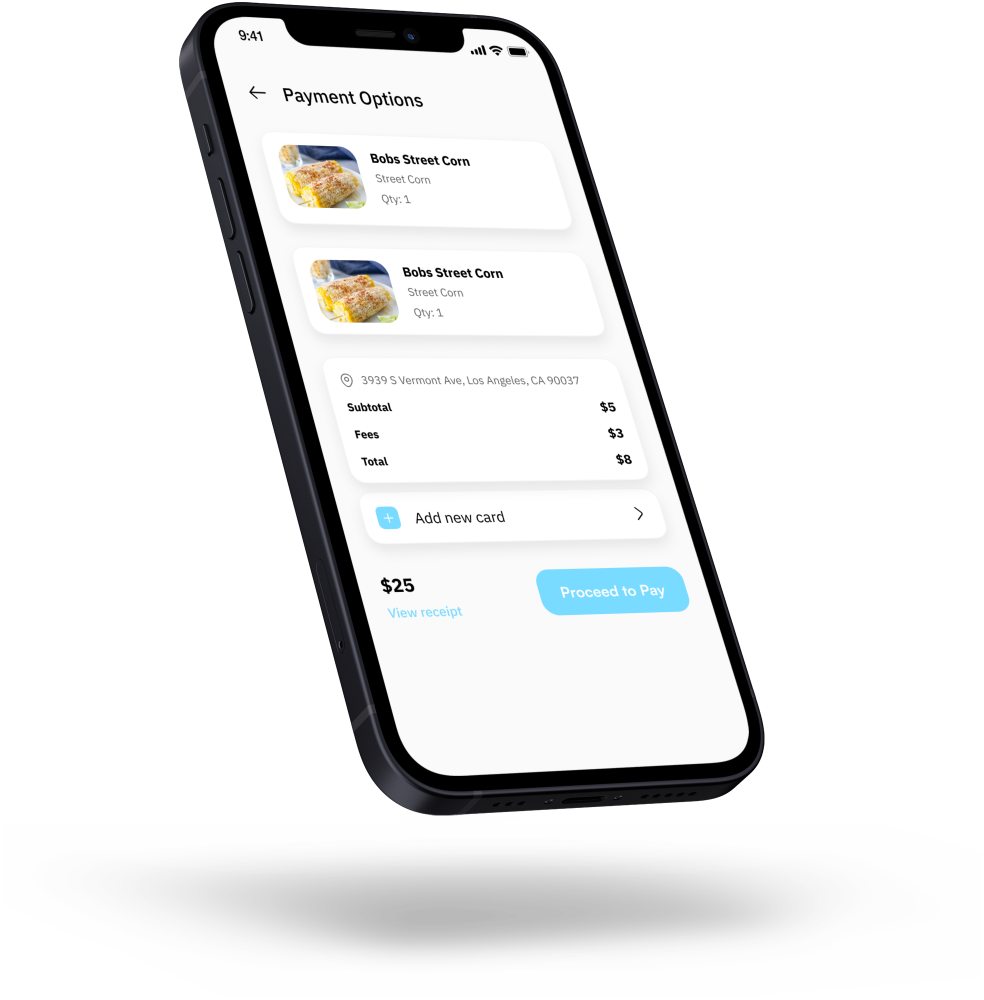 9:41
Payment Options
Bobs Street Corn
Street Corn
Qty: 1
Bobs Street Corn
Street Corn
Qty: 1
3939 S Vermont Ave, Los Angeles, CA 90037
Subtotal $5
Fees $3
Total $8
Add new card
$25
View receipt
Proceed to Pay